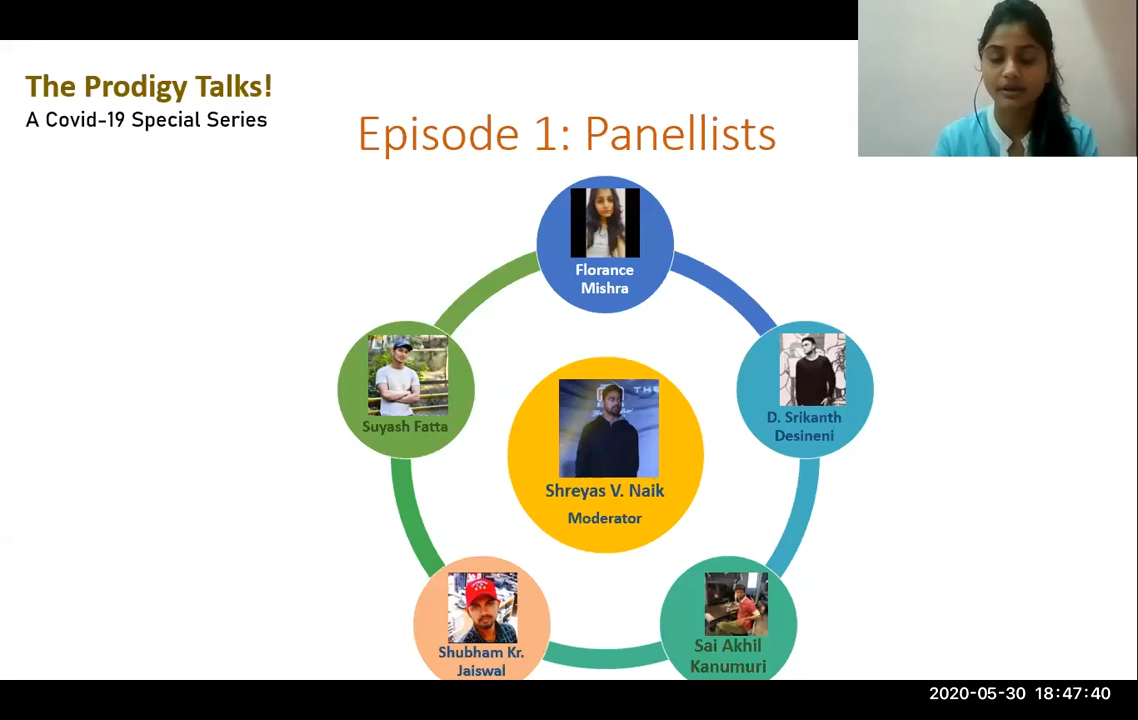 The Prodigy Talks!
A Covid-19 Special Series
Episode 1: Panellists
Florance
Mishra
Suyash Fatta
D. Srikanth
Desineni
Shreyas V. Naik
Moderator
Shubham Kr.
Jaiswal
Sai Akhil
Kanumuri
2020-05-30 18:47:40